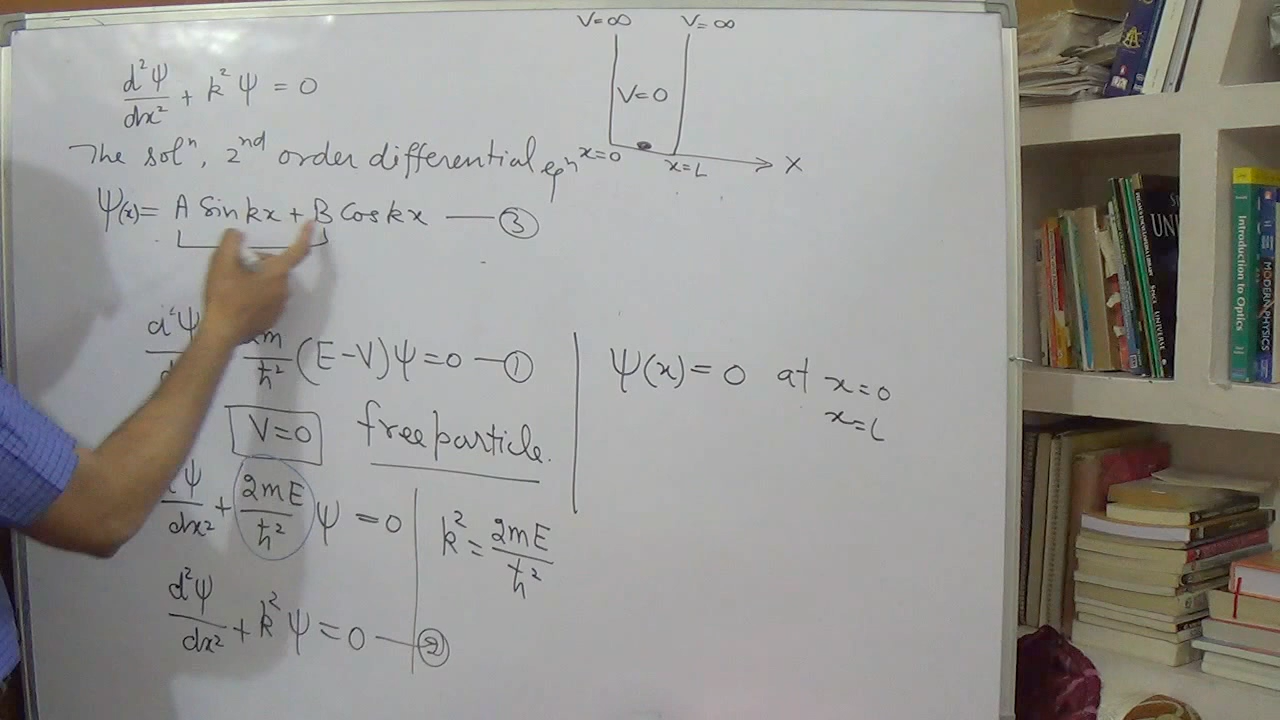 d²ψ/dx² + k²ψ = 0
The solⁿ, 2ⁿᵈ order differential eqⁿ
ψ(x) = A Sin kx + B Cos kx — ③
V=∞ V=∞
V=0
x=0 x=L X
(E-V)ψ=0 — ①
V=0 free particle.
dx² + 2mE/ħ² ψ = 0
k² = 2mE/ħ²
d²ψ/dx² + k²ψ = 0 — ②
ψ(x) = 0 at x=0
x=L
Introduction to Optics
MODERN PHYSICS
UNIVERSE